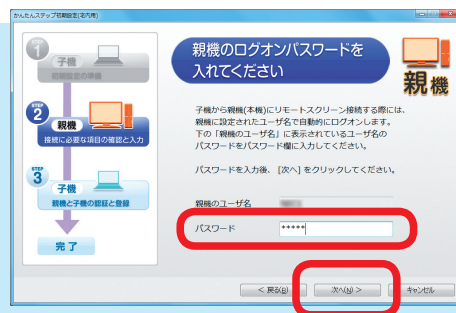 かんたんステップ初期設定(宅内用)
STEP
1
子機
初期設定の準備
STEP
2
親機
接続に必要な項目の確認と入力
STEP
3
子機
親機と子機の認証と登録
完了
親機のログオンパスワードを
入れてください
親機
子機から親機(本機)にリモートスクリーン接続する際には、
親機に設定されたユーザ名で自動的にログオンします。
下の「親機のユーザ名」に表示されているユーザ名の
パスワードをパスワード欄に入力してください。
パスワードを入力後、[次へ] をクリックしてください。
親機のユーザ名
パスワード
*****
< 戻る(B)
次へ(N) >
キャンセル